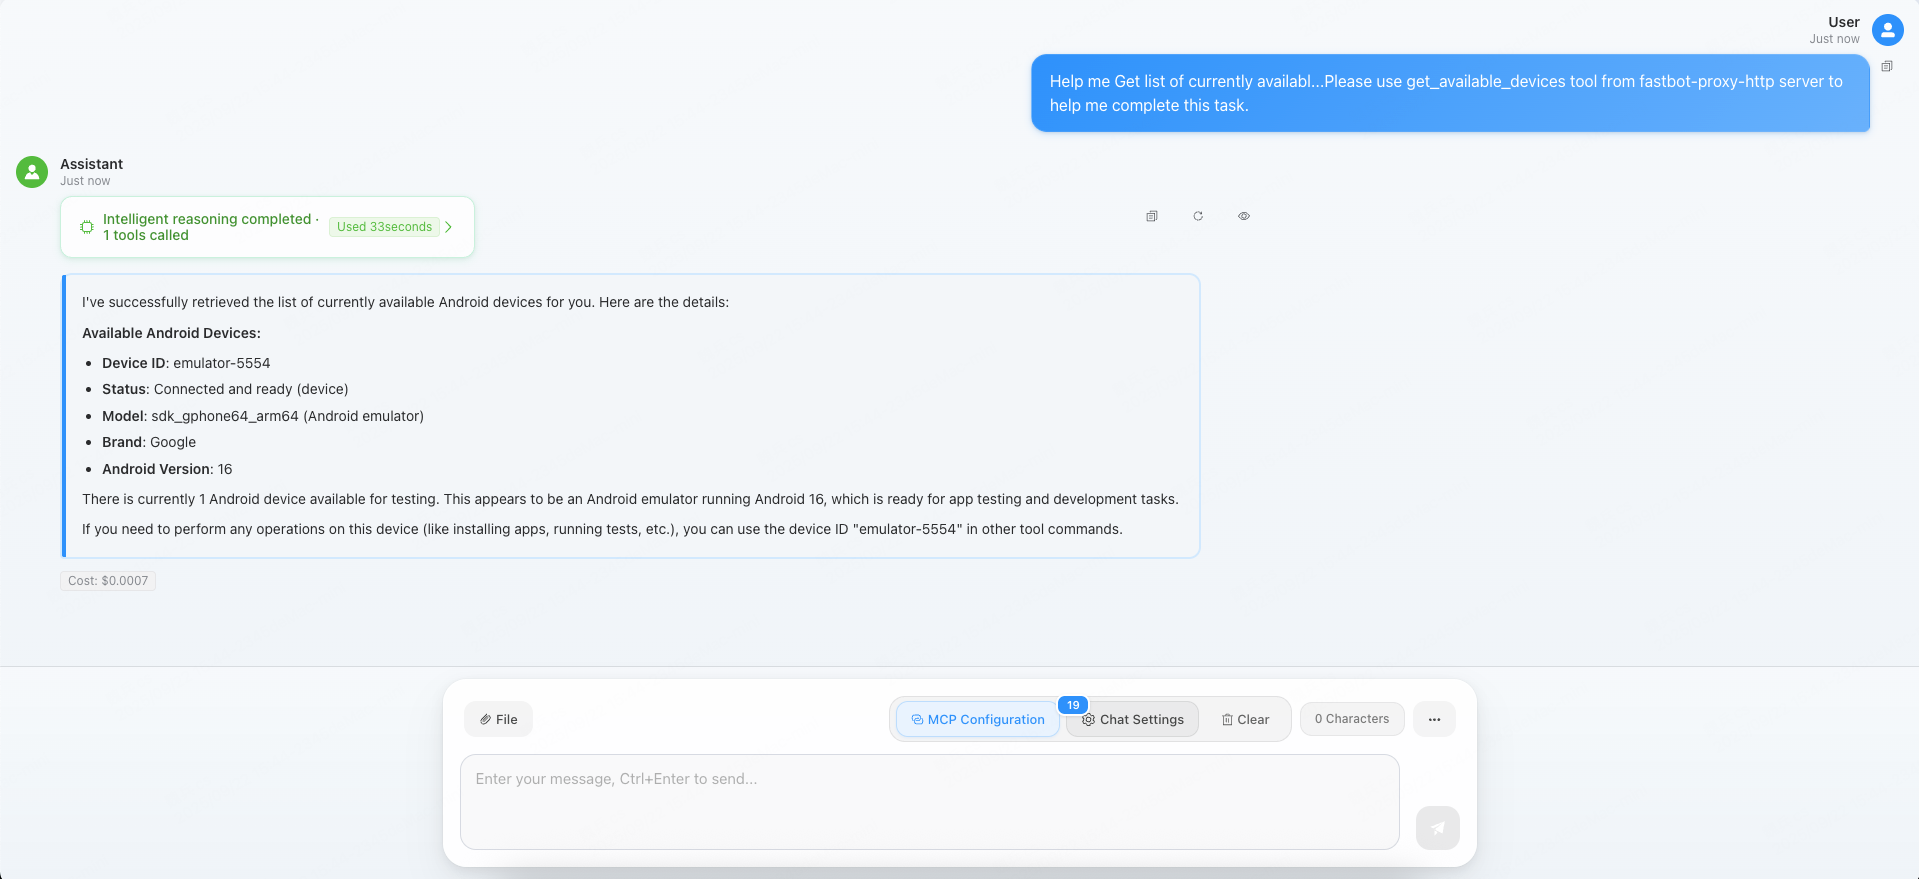 User
Just now
Help me Get list of currently availabl...Please use get_available_devices tool from fastbot-proxy-http server to
help me complete this task.
Assistant
Just now
Intelligent reasoning completed ·
1 tools called
Used 33seconds
I've successfully retrieved the list of currently available Android devices for you. Here are the details:
Available Android Devices:
• Device ID: emulator-5554
• Status: Connected and ready (device)
• Model: sdk_gphone64_arm64 (Android emulator)
• Brand: Google
• Android Version: 16
There is currently 1 Android device available for testing. This appears to be an Android emulator running Android 16, which is ready for app testing and development tasks.
If you need to perform any operations on this device (like installing apps, running tests, etc.), you can use the device ID "emulator-5554" in other tool commands.
Cost: $0.0007
File
MCP Configuration
19
Chat Settings
Clear
0 Characters
Enter your message, Ctrl+Enter to send...